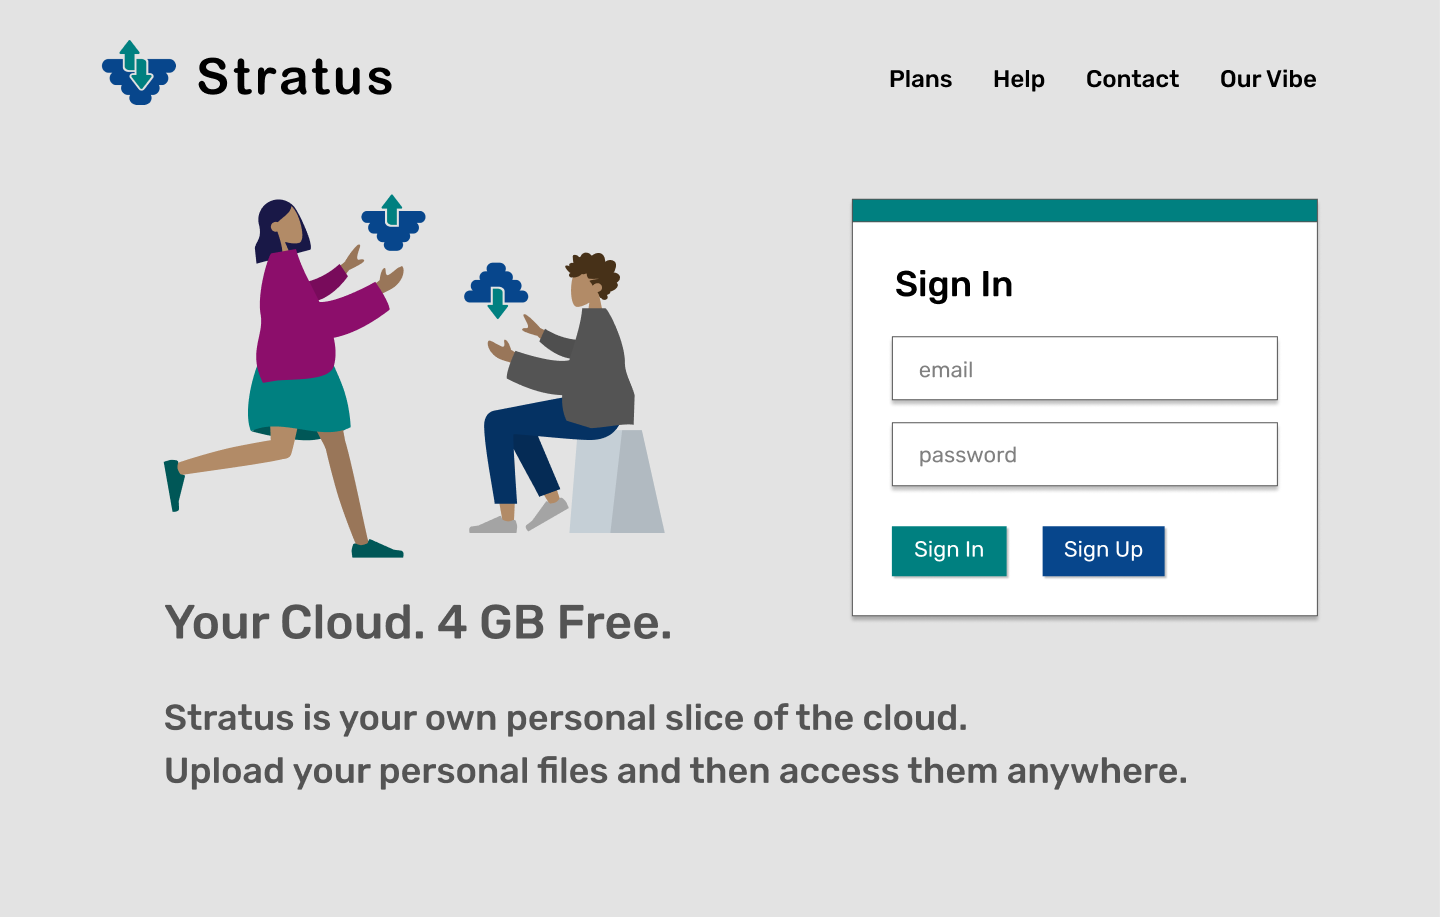 Stratus
Plans Help Contact Our Vibe
Sign In
email
password
Sign In Sign Up
Your Cloud. 4 GB Free.
Stratus is your own personal slice of the cloud.
Upload your personal files and then access them anywhere.